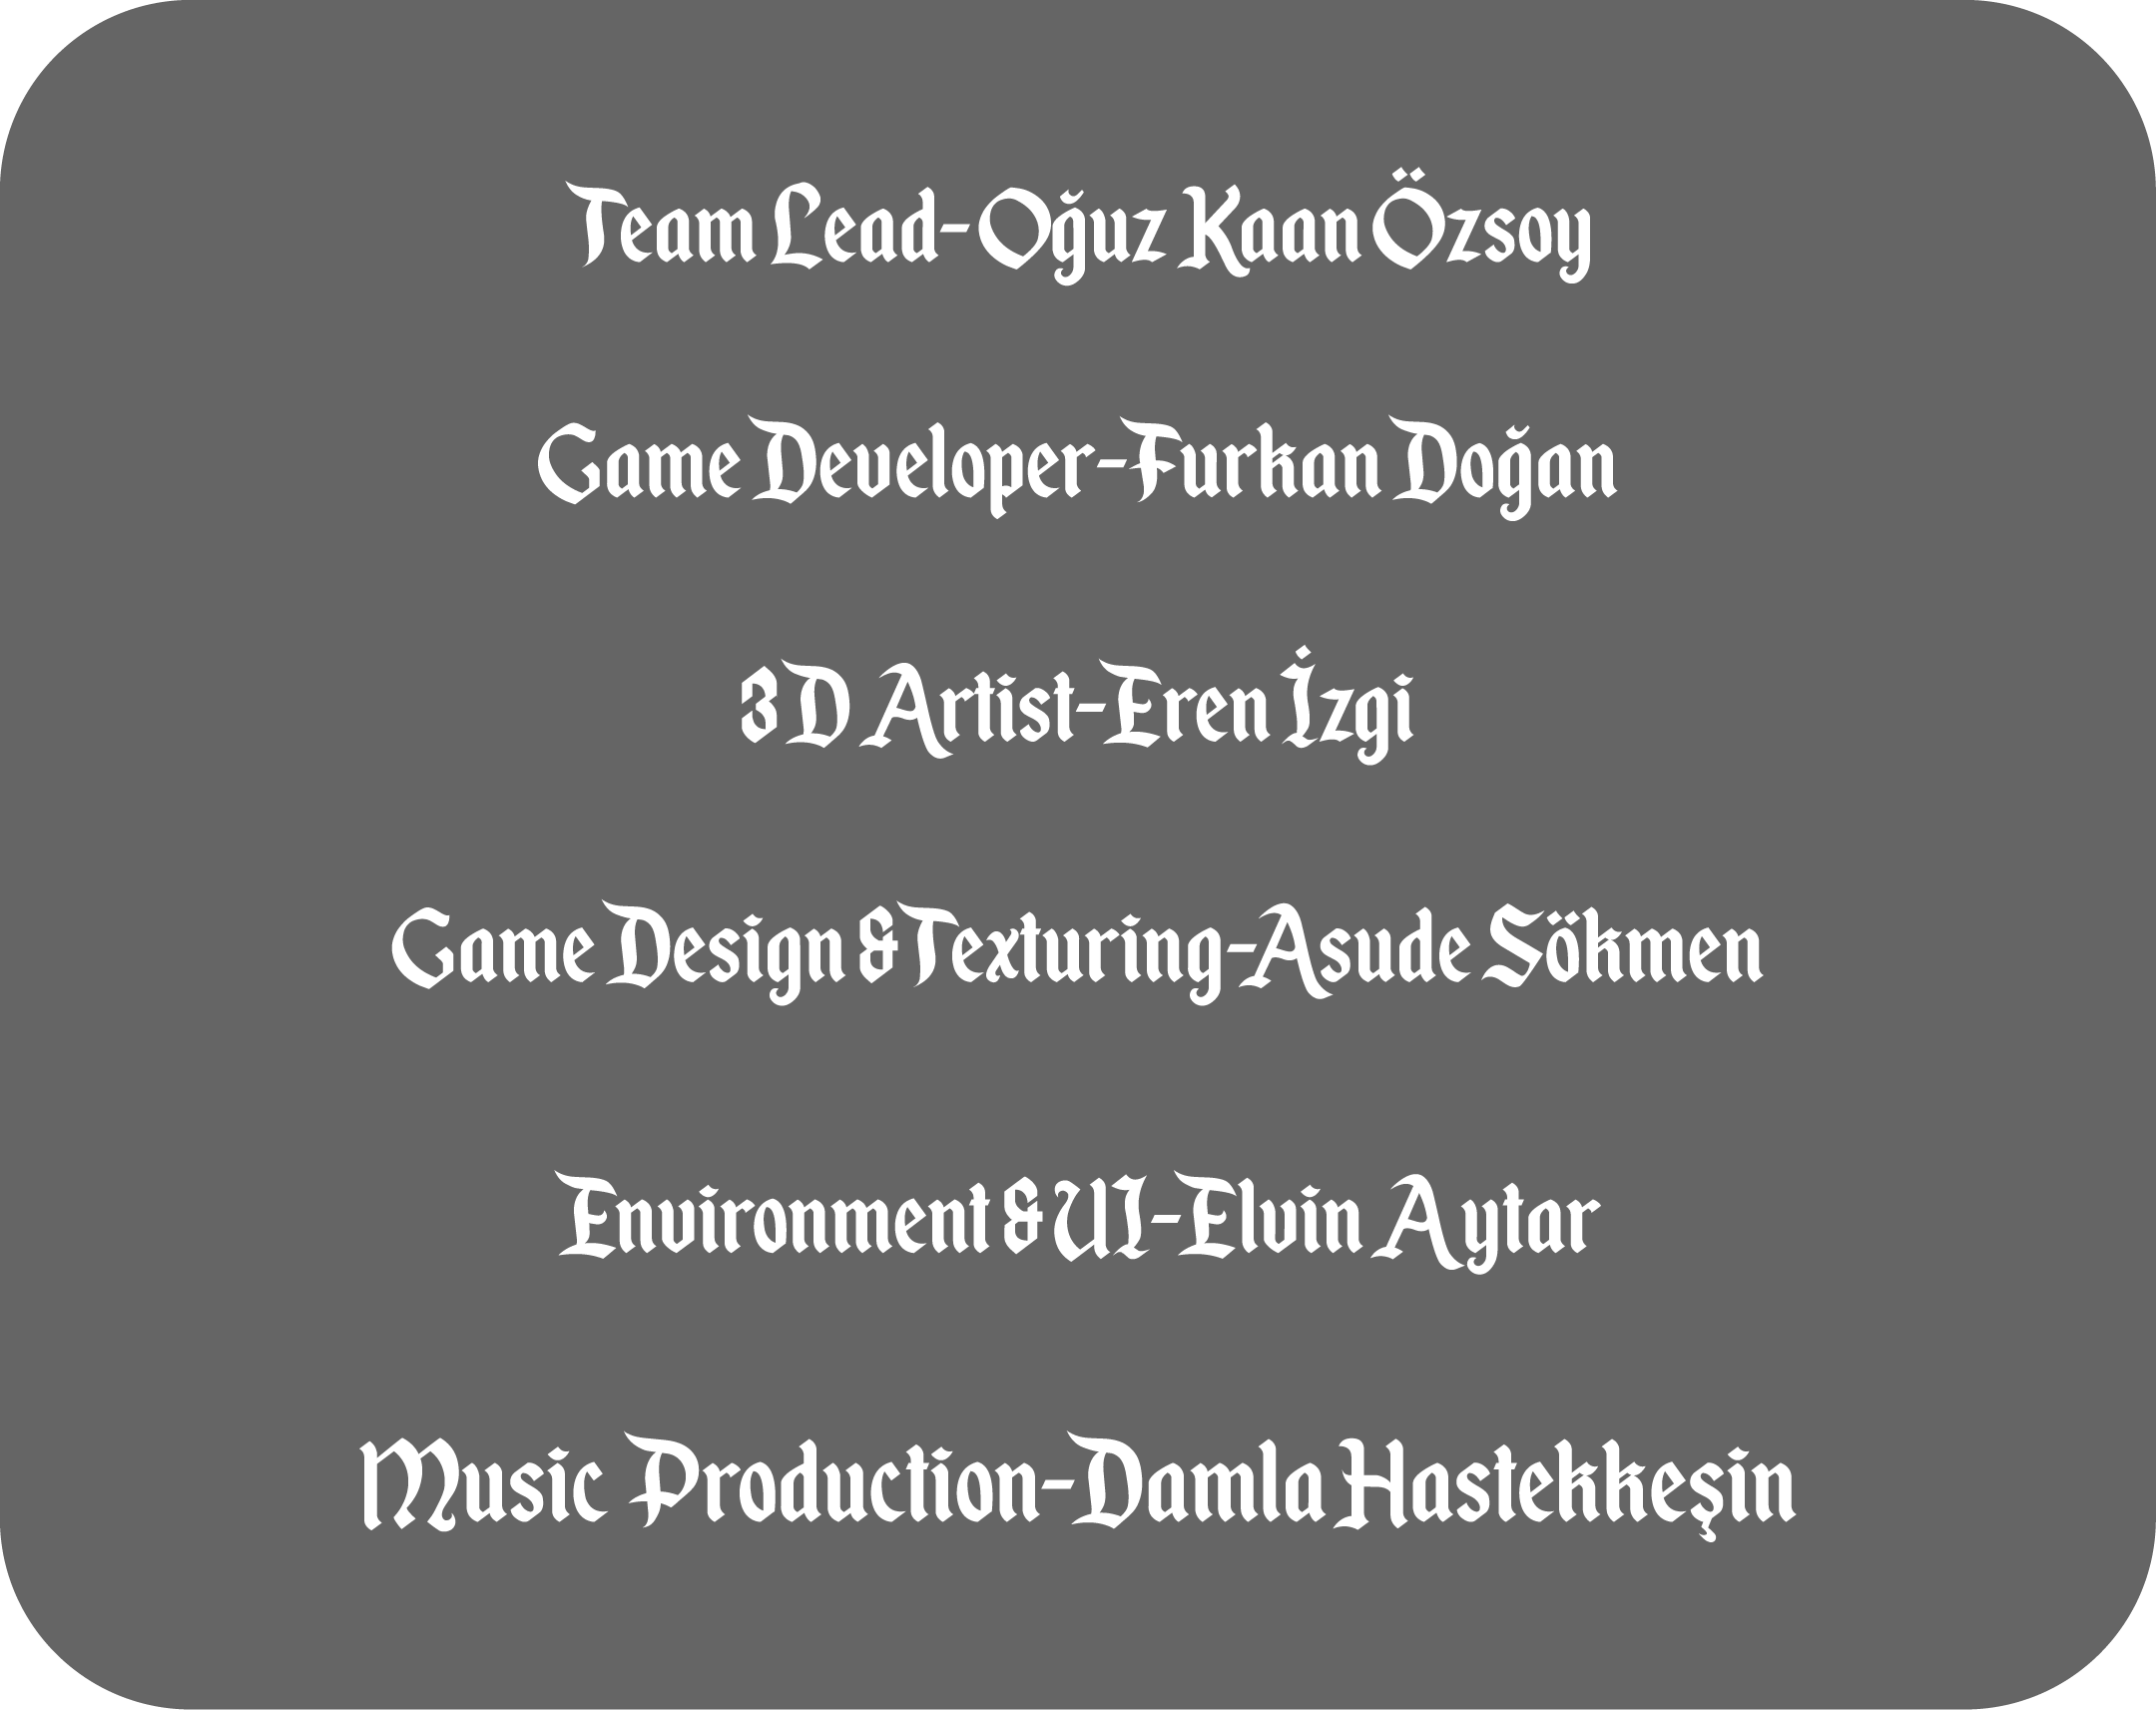 Team Lead-Oğuz Kaan Özsoy
Game Developer-Furkan Doğan
3D Artist-Eren İzgi
Game Design & Texturing-Asude Sökmen
Environment & UI-Elvin Aytar
Music Production-Damla Hastekkeşin